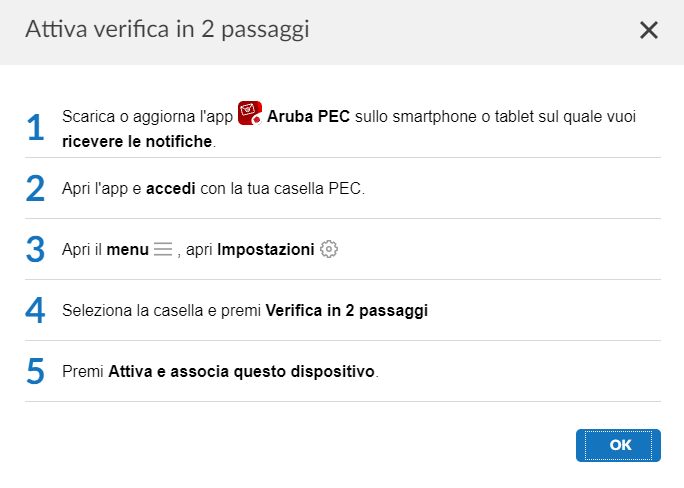 Attiva verifica in 2 passaggi
1 Scarica o aggiorna l'app Aruba PEC sullo smartphone o tablet sul quale vuoi
ricevere le notifiche.
2 Apri l'app e accedi con la tua casella PEC.
3 Apri il menu , apri Impostazioni
4 Seleziona la casella e premi Verifica in 2 passaggi
5 Premi Attiva e associa questo dispositivo.
OK